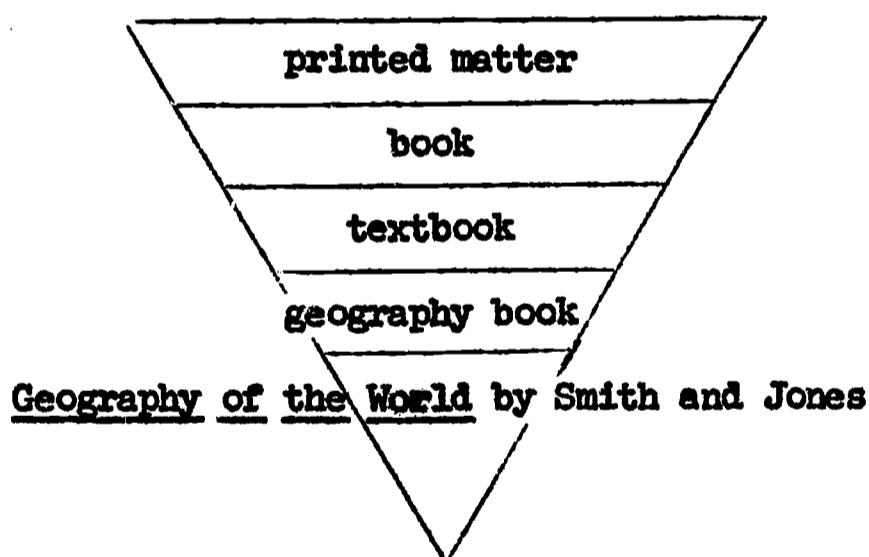 printed matter
book
textbook
geography book
Geography of the World by Smith and Jones